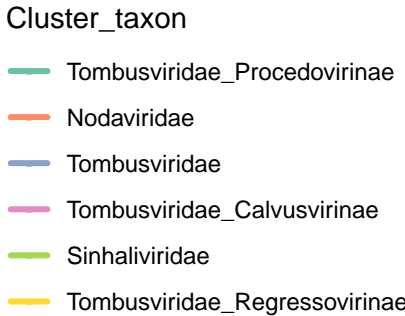 Cluster_taxon
Tombusviridae_Procedovirinae
Nodaviridae
Tombusviridae
Tombusviridae_Calvusvirinae
Sinhaliviridae
Tombusviridae_Regressovirinae